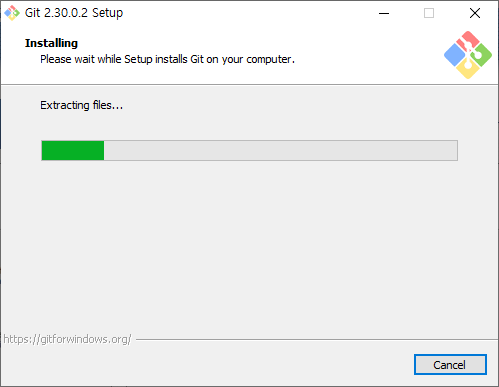 Git 2.30.0.2 Setup
Installing
Please wait while Setup installs Git on your computer.
Extracting files...
https://gitforwindows.org/
Cancel